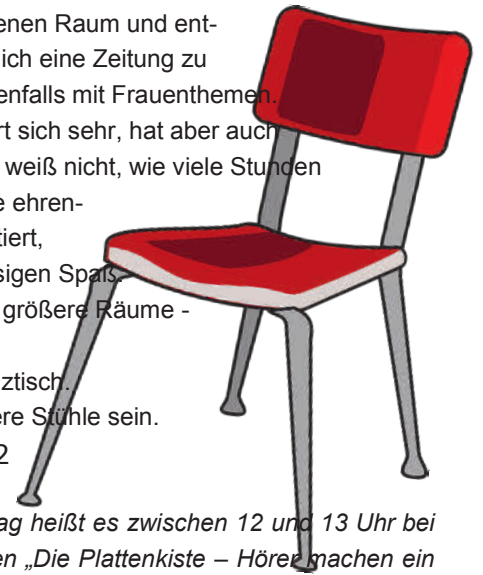 enen Raum und ent-
lich eine Zeitung zu
enfalls mit Frauenthemen.
rt sich sehr, hat aber auch
weiß nicht, wie viele Stunden
e ehren-
tiert,
sigen Spaß.
größere Räume -
ztisch.
ere Stühle sein.
2
ag heißt es zwischen 12 und 13 Uhr bei
en „Die Plattenkiste – Hörer machen ein